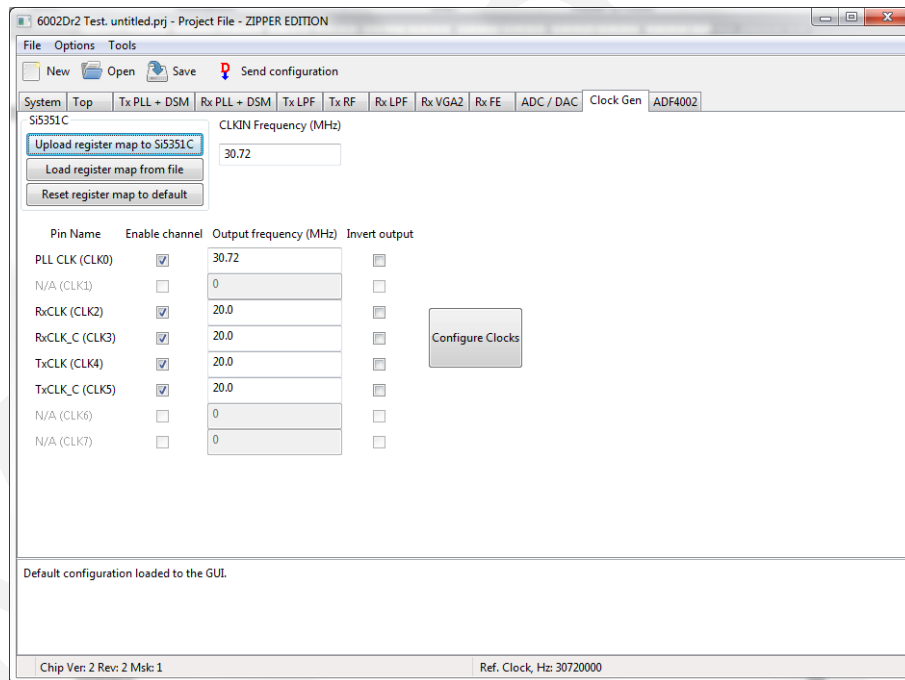 6002Dr2 Test. untitled.prj - Project File - ZIPPER EDITION
File Options Tools
New Open Save Send configuration
System Top Tx PLL + DSM Rx PLL + DSM Tx LPF Tx RF Rx LPF Rx VGA2 Rx FE ADC / DAC Clock Gen ADF4002
Si5351C
CLKIN Frequency (MHz)
Upload register map to Si5351C
30.72
Load register map from file
Reset register map to default
Pin Name Enable channel Output frequency (MHz) Invert output
PLL CLK (CLK0) 30.72
N/A (CLK1) 0
RxCLK (CLK2) 20.0
RxCLK_C (CLK3) 20.0
Configure Clocks
TxCLK (CLK4) 20.0
TxCLK_C (CLK5) 20.0
N/A (CLK6) 0
N/A (CLK7) 0
Default configuration loaded to the GUI.
Chip Ver: 2 Rev: 2 Msk: 1 Ref. Clock, Hz: 30720000